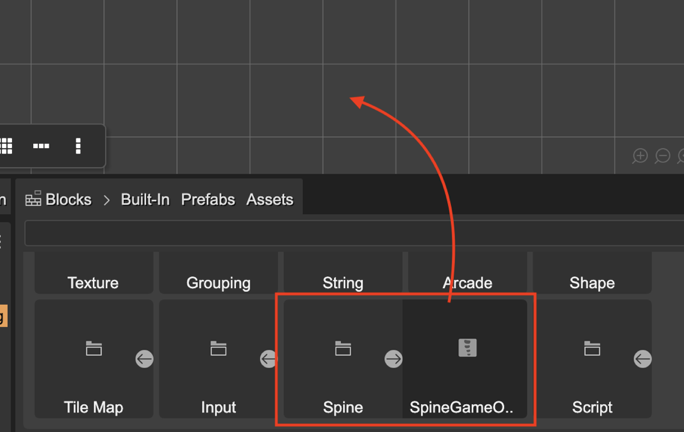 Blocks > Built-In Prefabs Assets
Texture Grouping String Arcade Shape
Tile Map Input Spine SpineGameO.. Script